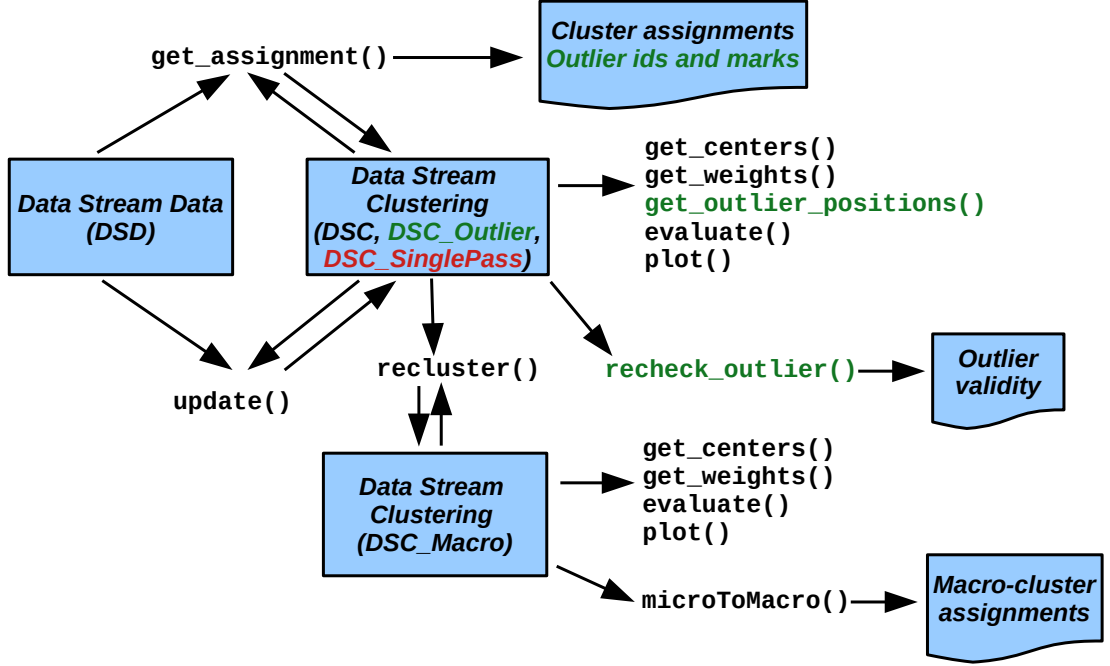 Cluster assignments
Outlier ids and marks
get_assignment()
Data Stream Data
(DSD)
Data Stream
Clustering
(DSC, DSC_Outlier,
DSC_SinglePass)
get_centers()
get_weights()
get_outlier_positions()
evaluate()
plot()
update()
recluster()
recheck_outlier()
Outlier
validity
Data Stream
Clustering
(DSC_Macro)
get_centers()
get_weights()
evaluate()
plot()
microToMacro()
Macro-cluster
assignments